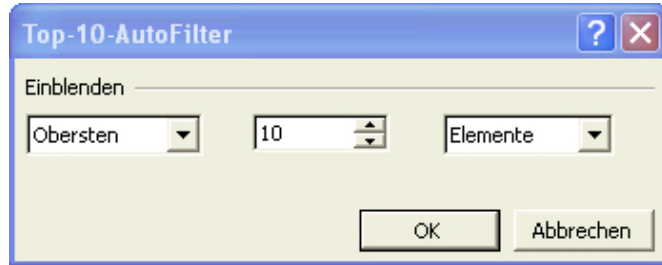 Top-10-AutoFilter
Einblenden
Obersten 10 Elemente
OK Abbrechen